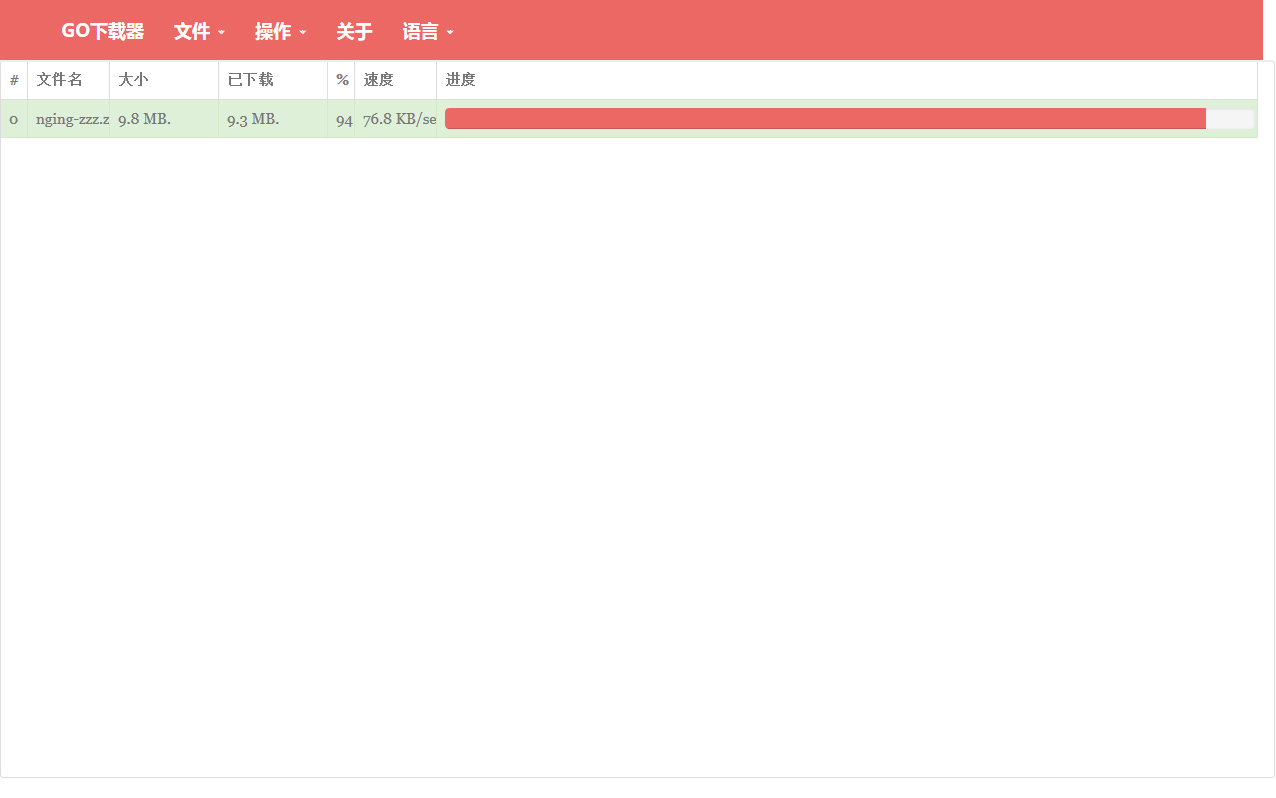 GO下载器 文件 操作 关于 语言
# 文件名 大小 已下载 % 速度 进度
0 nging-zzz.z 9.8 MB. 9.3 MB. 94 76.8 KB/se